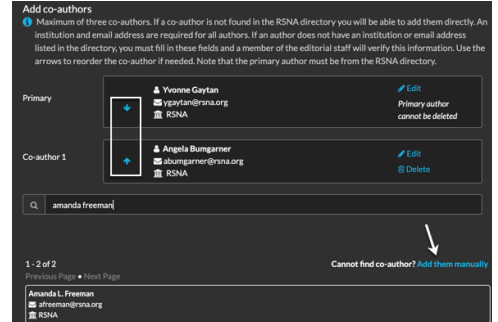 Add co-authors
Maximum of three co-authors. If a co-author is not found in the RSNA directory you will be able to add them directly. An
institution and email address are required for all authors. If an author does not have an institution or email address
listed in the directory, you must fill in these fields and a member of the editorial staff will verify this information. Use the
arrows to reorder the co-author if needed. Note that the primary author must be from the RSNA directory.
Primary
Yvonne Gaytan
ygaytan@rsna.org
RSNA
Edit
Primary author
cannot be deleted
Co-author 1
Angela Bumgarner
abumgarner@rsna.org
RSNA
Edit
Delete
amanda freeman
1 - 2 of 2
Cannot find co-author? Add them manually
Previous Page • Next Page
Amanda L. Freeman
afreeman@rsna.org
RSNA